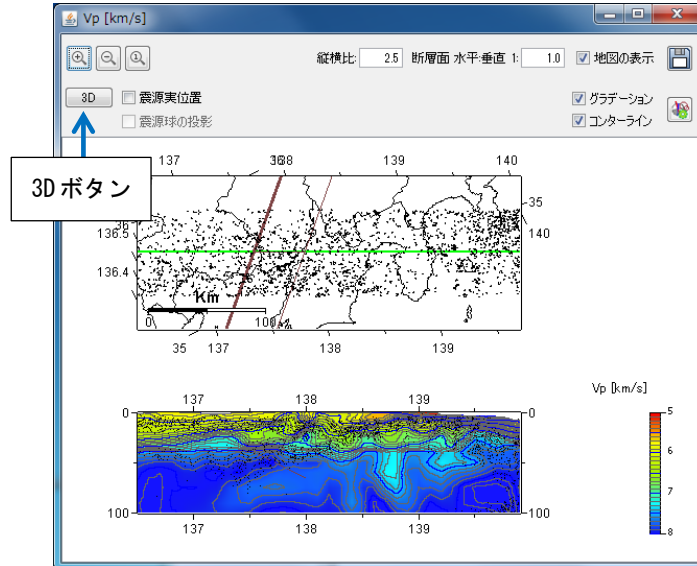 Vp [km/s]
縦横比: 2.5 断層面 水平:垂直 1: 1.0 地図の表示
3D 震源実位置 グラデーション
震源球の投影 コンターライン
3Dボタン
137 138 139 140
35
136.5 140
136.4
Km
0 100
35 137 138 139
Vp [km/s]
137 138 139
0 0 5
6
7
100 100 8
137 138 139